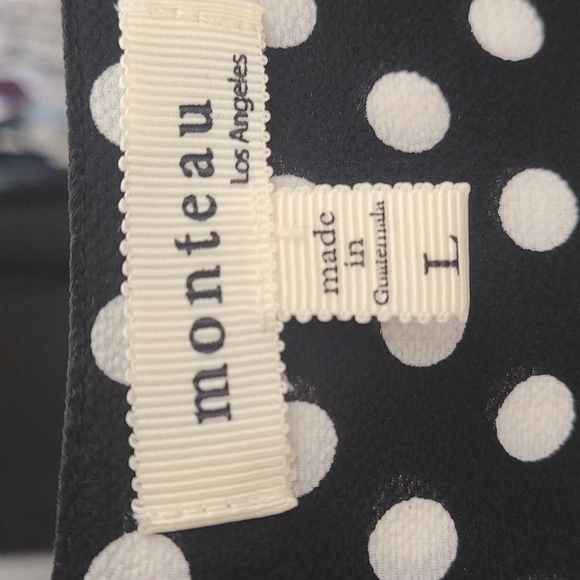 monteau
Los Angeles
made
in
Guatemala
L